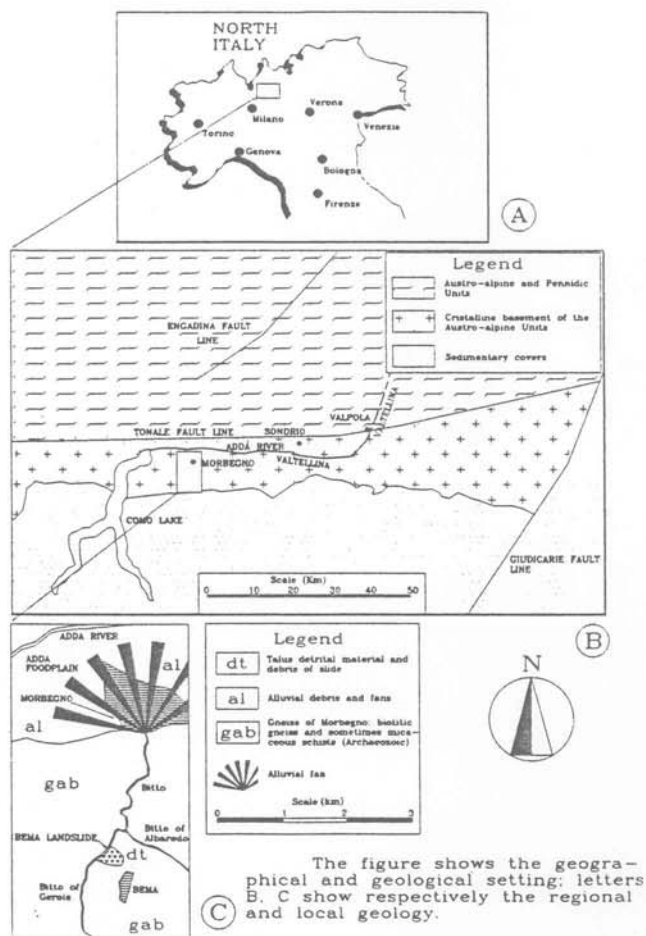 NORTH
ITALY
Verona
Milano
Venezia
Torino
Genova
Bologna
Firenze
A
Legend
Austro-alpine and Pennidic
Units
Cristalline basement of the
Austro-alpine Units
Sedimentary covers
ENGADINA FAULT
LINE
VALPOLA
VALTELLINA
TONALE FAULT LINE
SONDRIO
ADDA RIVER
VALTELLINA
MORBEGNO
COMO LAKE
GIUDICARIE FAULT
LINE
Scale (Km)
0 10 20 30 40 50
B
ADDA RIVER
ADDA
FOODPLAIN
al
MORBEGNO
al
gab
Bitto
Bitto of
Albaredo
BEMA LANDSLIDE
dt
Bitto of
Gerola
BEMA
gab
C
Legend
dt
Talus detrital material and
debris of slide
al
Alluvial debris and fans
gab
Gneiss of Morbegno: biotitic
gneiss and sometimes mica-
ceous schists (Archaeozoic)
Alluvial fan
Scale (km)
0 1 2 3
N
The figure shows the geogra-
phical and geological setting; letters
B, C show respectively the regional
and local geology.